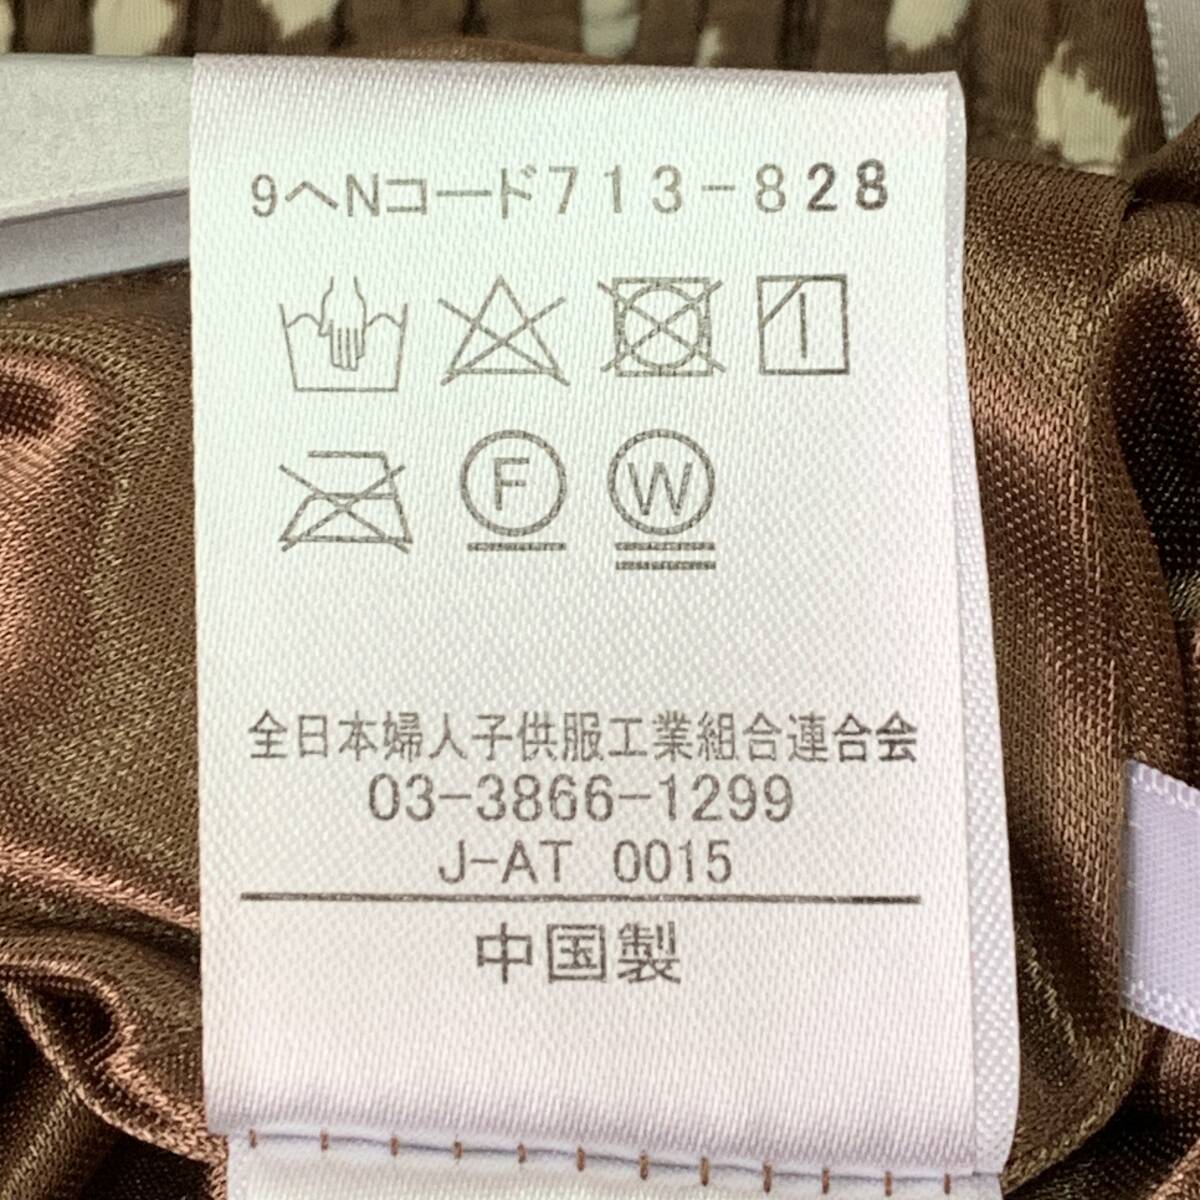 9ヘNコード713-828
F W
全日本婦人子供服工業組合連合会
03-3866-1299
J-AT 0015
中国製